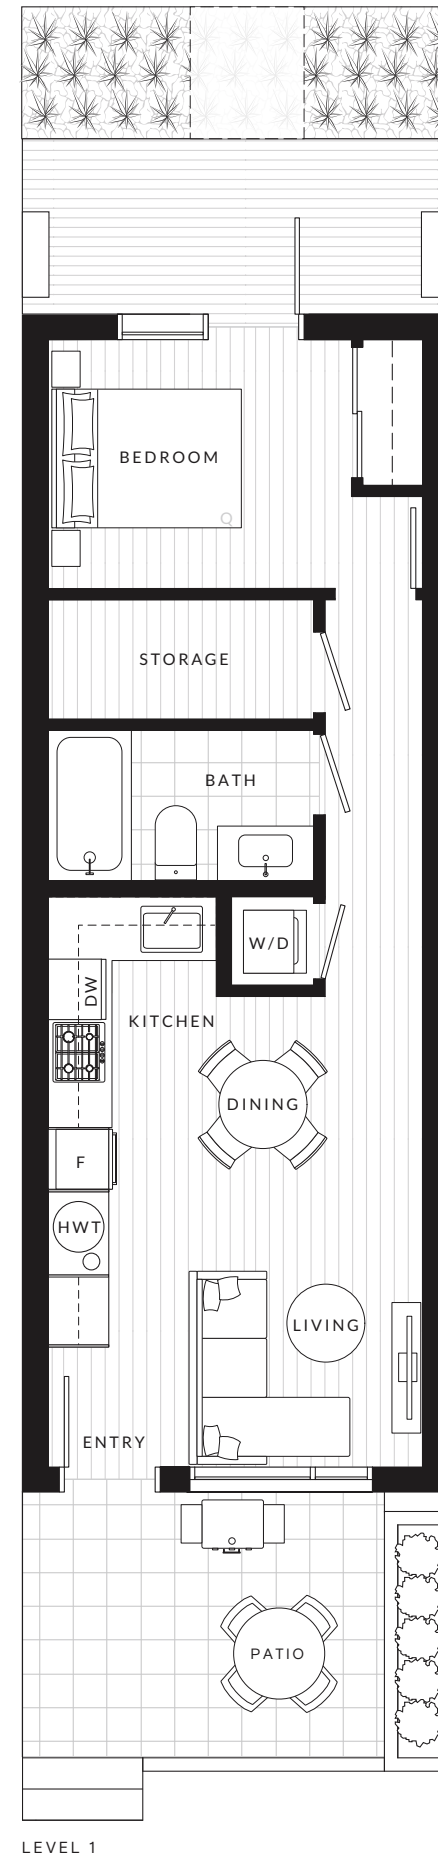 BEDROOM
Q
STORAGE
BATH
W/D
DW
KITCHEN
DINING
F
HWT
LIVING
ENTRY
PATIO
LEVEL 1